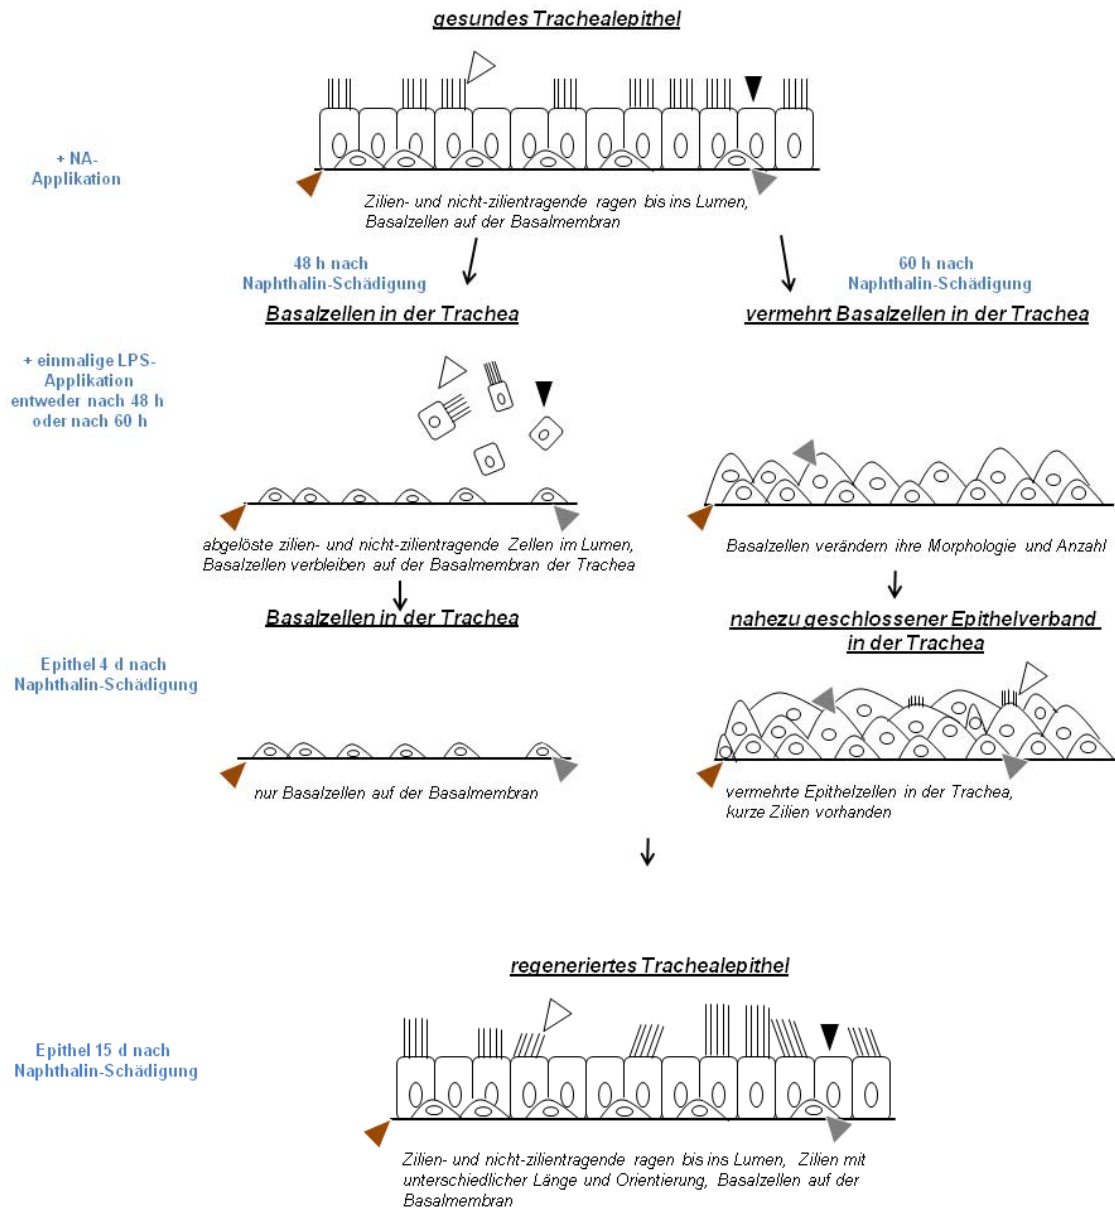 gesundes Trachealepithel
+ NA-
Applikation
Zilien- und nicht-zilientragende ragen bis ins Lumen,
Basalzellen auf der Basalmembran
48 h nach
Naphthalin-Schädigung
60 h nach
Naphthalin-Schädigung
Basalzellen in der Trachea
vermehrt Basalzellen in der Trachea
+ einmalige LPS-
Applikation
entweder nach 48 h
oder nach 60 h
abgelöste zilien- und nicht-zilientragende Zellen im Lumen,
Basalzellen verbleiben auf der Basalmembran der Trachea
Basalzellen verändern ihre Morphologie und Anzahl
Basalzellen in der Trachea
nahezu geschlossener Epithelverband
in der Trachea
Epithel 4 d nach
Naphthalin-Schädigung
nur Basalzellen auf der Basalmembran
vermehrte Epithelzellen in der Trachea,
kurze Zilien vorhanden
regeneriertes Trachealepithel
Epithel 15 d nach
Naphthalin-Schädigung
Zilien- und nicht-zilientragende ragen bis ins Lumen, Zilien mit
unterschiedlicher Länge und Orientierung, Basalzellen auf der
Basalmembran